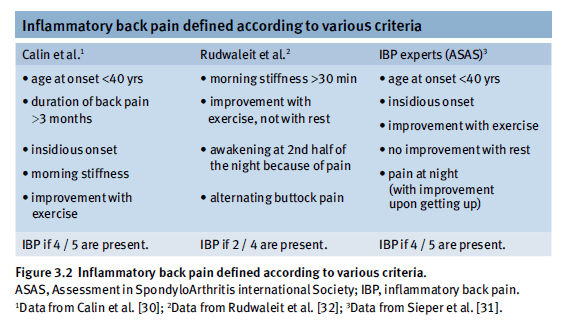 Inflammatory back pain defined according to various criteria
Calin et al.¹
• age at onset <40 yrs
• duration of back pain
>3 months
• insidious onset
• morning stiffness
• improvement with
exercise
IBP if 4 / 5 are present.
Rudwaleit et al.²
• morning stiffness >30 min
• improvement with
exercise, not with rest
• awakening at 2nd half of
the night because of pain
• alternating buttock pain
IBP if 2 / 4 are present.
IBP experts (ASAS)³
• age at onset <40 yrs
• insidious onset
• improvement with exercise
• no improvement with rest
• pain at night
(with improvement
upon getting up)
IBP if 4 / 5 are present.
Figure 3.2 Inflammatory back pain defined according to various criteria.
ASAS, Assessment in SpondyloArthritis international Society; IBP, inflammatory back pain.
¹Data from Calin et al. [30]; ²Data from Rudwaleit et al. [32]; ³Data from Sieper et al. [31].